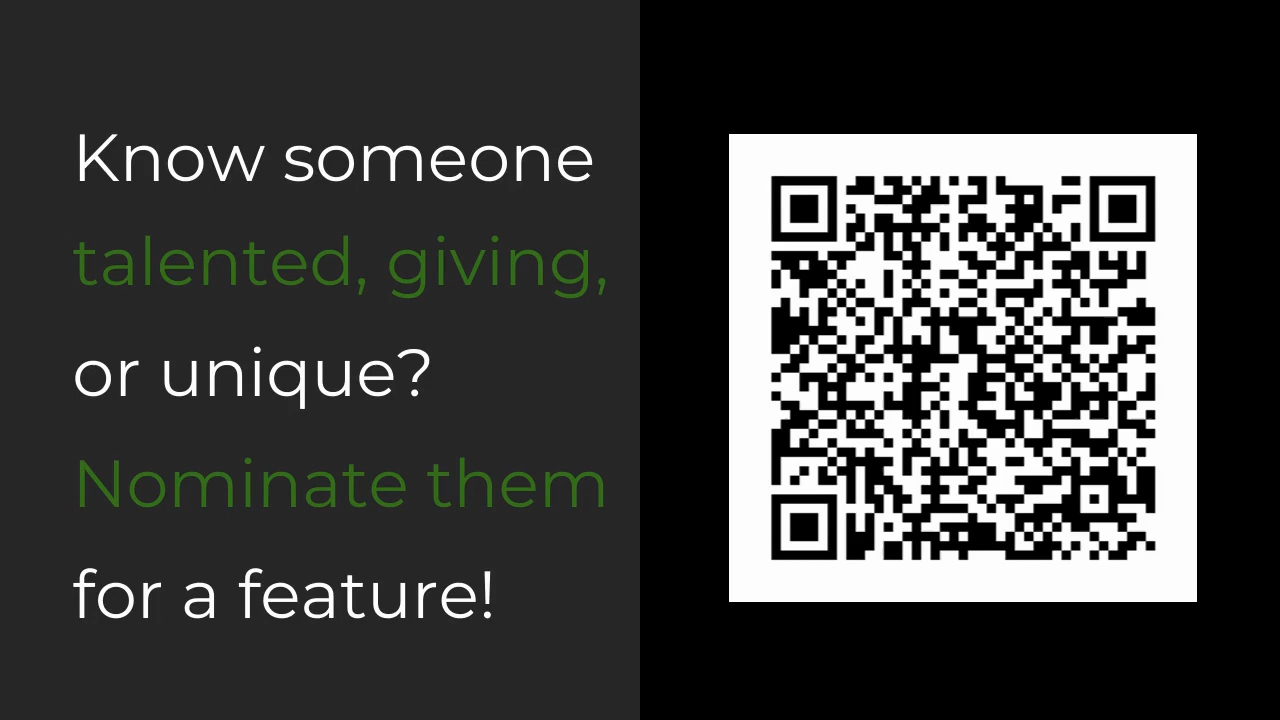 Know someone
talented, giving,
or unique?
Nominate them
for a feature!